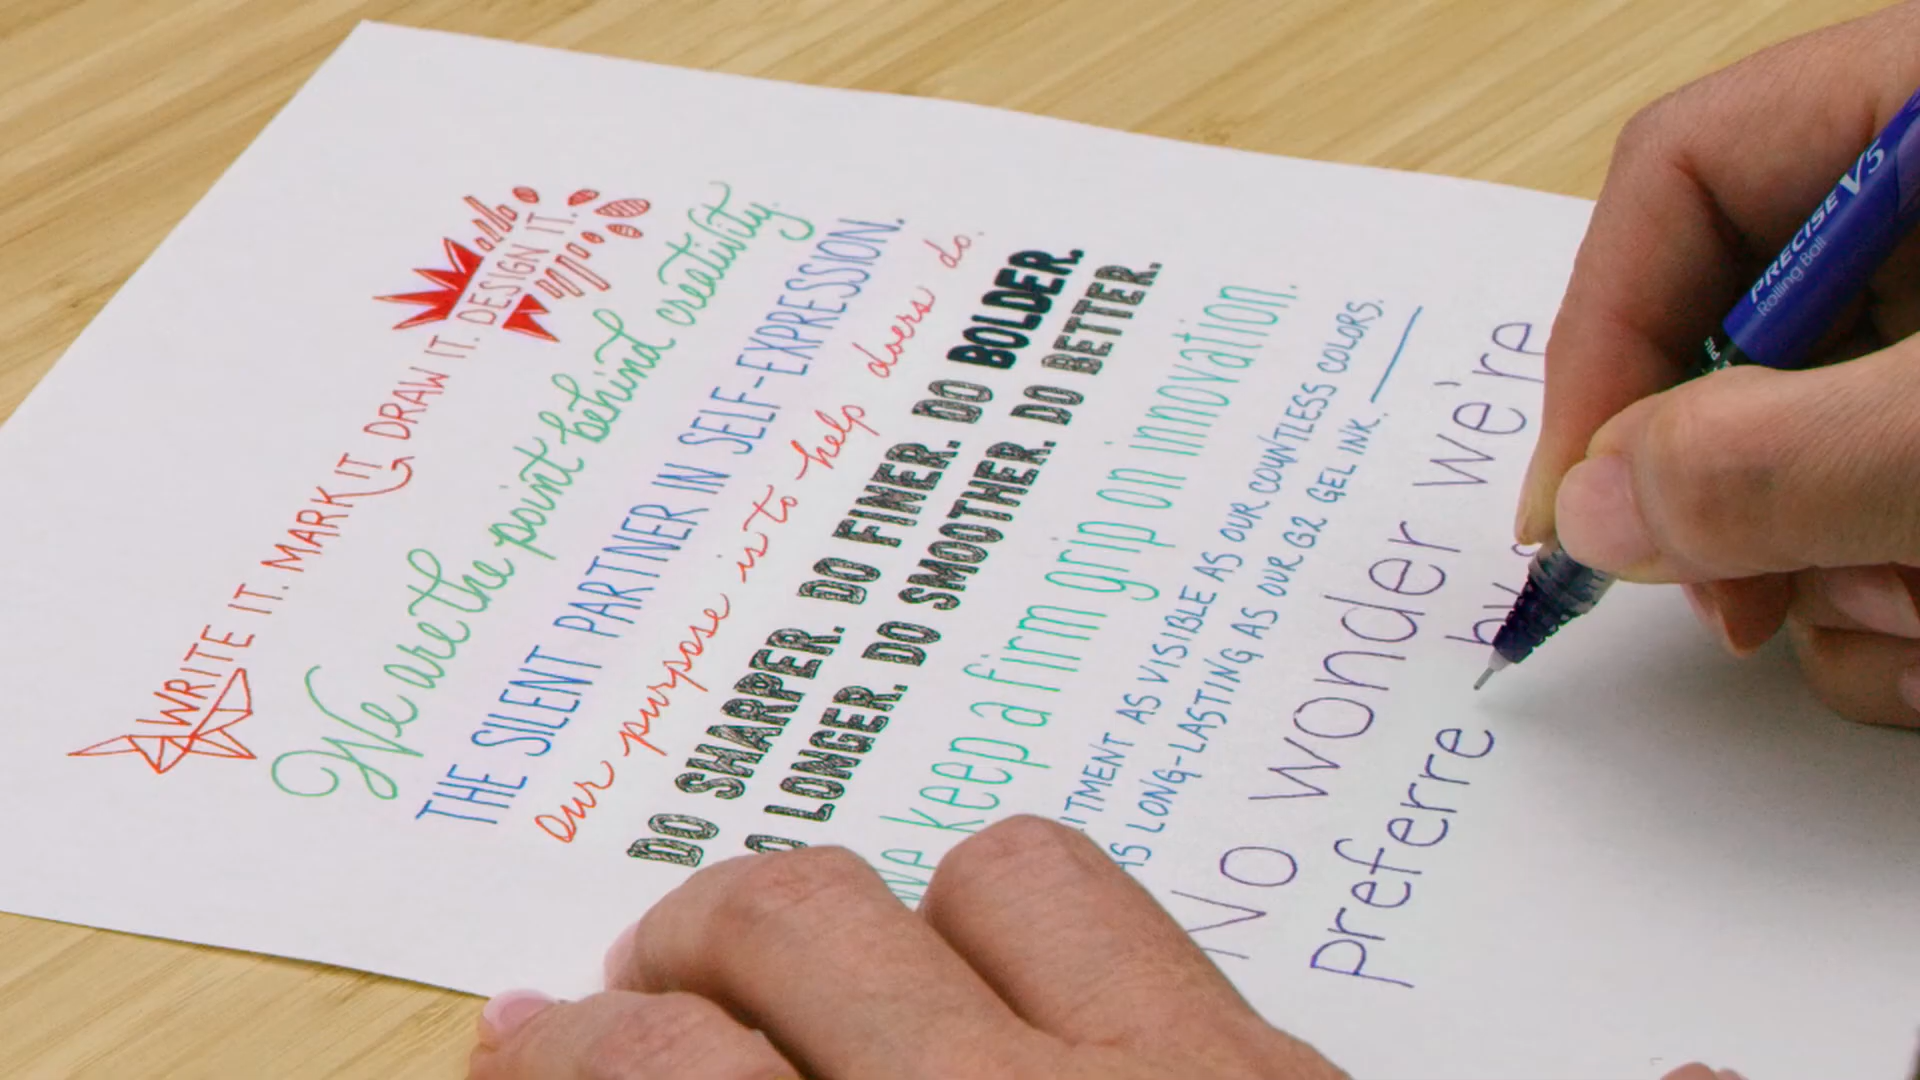 WRITE IT. MARK IT. DRAW IT. DESIGN IT.
We are the point behind creativity.
THE SILENT PARTNER IN SELF-EXPRESSION.
our purpose is to help doers do.
DO SHARPER. DO FINER. DO BOLDER.
LONGER. DO SMOOTHER. DO BETTER.
we keep a firm grip on innovation.
AS VISIBLE AS OUR COUNTLESS COLORS.
AS LONG-LASTING AS OUR G2 GEL INK.
No wonder we're
preferre by
PRECISE V5
Rolling Ball